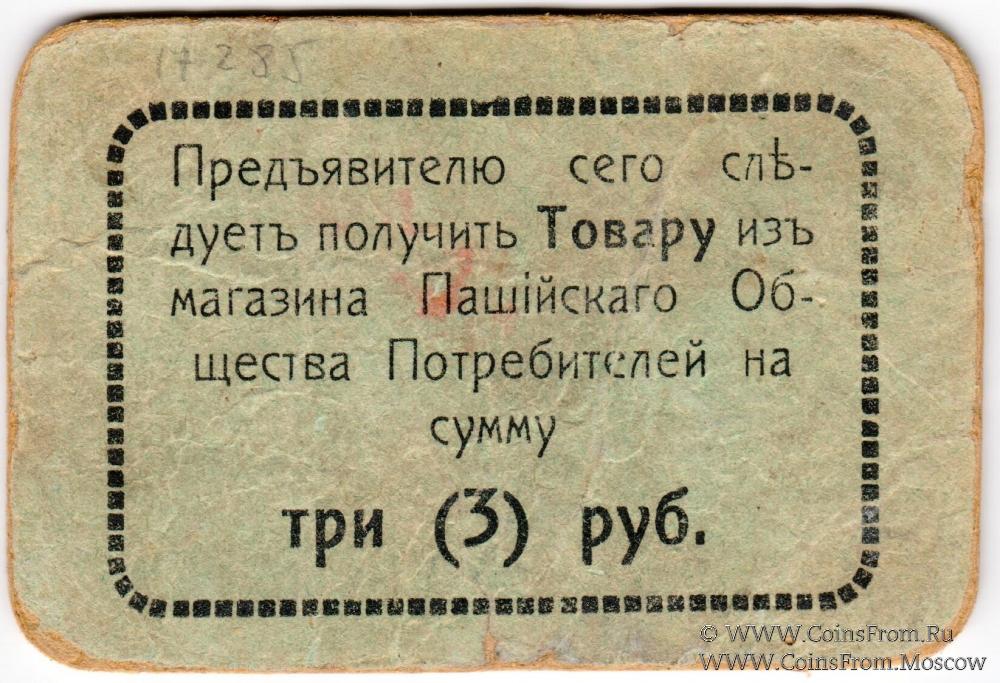 17285
Предъявителю сего слѣ-
дуетъ получить Товару изъ
магазина Пашійскаго Об-
щества Потребителей на
сумму
три (3) руб.
© WWW.CoinsFrom.Ru
WWW.CoinsFrom.Moscow